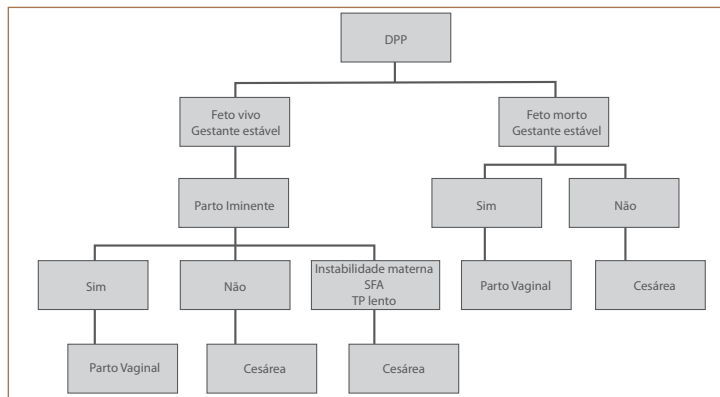 DPP
Feto vivo
Gestante estável
Feto morto
Gestante estável
Parto Iminente
Sim
Não
Sim
Não
Instabilidade materna
SFA
TP lento
Parto Vaginal
Cesárea
Parto Vaginal
Cesárea
Cesárea